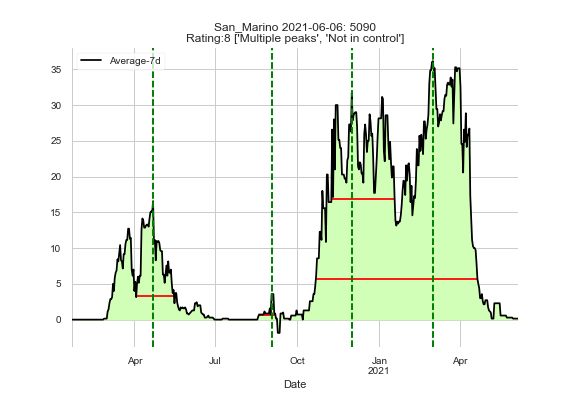 San_Marino 2021-06-06: 5090
Rating:8 ['Multiple peaks', 'Not in control']
Average-7d
35
30
25
20
15
10
5
0
Apr
Jul
Oct
Jan
2021
Apr
Date